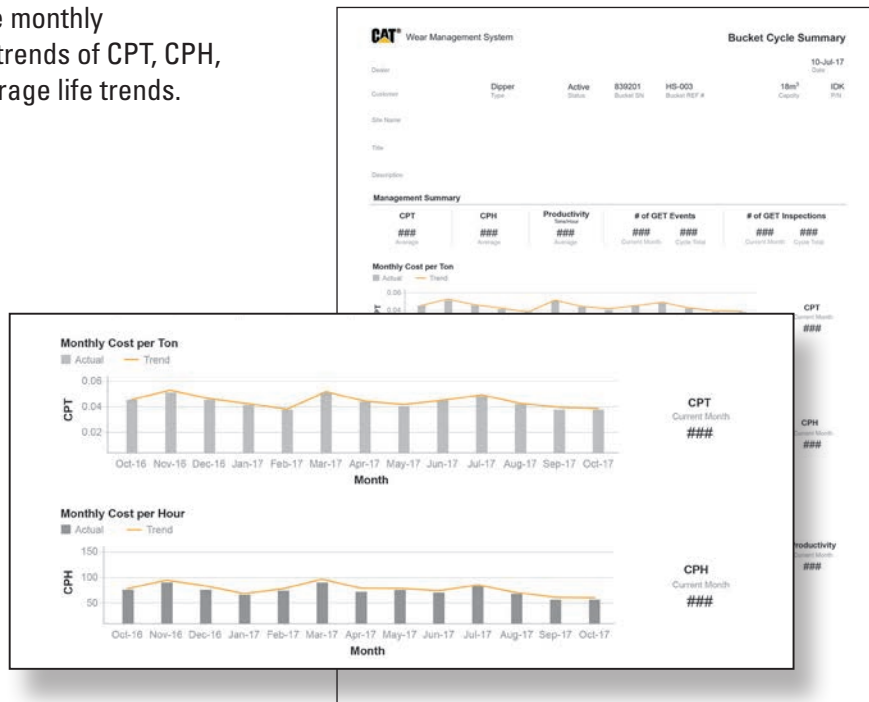 e monthly
trends of CPT, CPH,
rage life trends.
CAT® Wear Management System
Bucket Cycle Summary
10-Jul-17
Date
Dealer
Customer
Dipper
Type
Active
Status
839201
Bucket SN
HS-003
Bucket REF #
18m³
Capcity
IDK
P/N
Site Name
Title
Description
Management Summary
CPT
###
Average
CPH
###
Average
Productivity
Tons/Hour
###
Average
# of GET Events
### ###
Current Month Cycle Total
# of GET Inspections
### ###
Current Month Cycle Total
Monthly Cost per Ton
Actual Trend
0.06
0.04
CPT
Current Month
###
CPH
Current Month
###
roductivity
Current Month
###
Monthly Cost per Ton
Actual Trend
CPT
0.06
0.04
0.02
Oct-16 Nov-16 Dec-16 Jan-17 Feb-17 Mar-17 Apr-17 May-17 Jun-17 Jul-17 Aug-17 Sep-17 Oct-17
Month
CPT
Current Month
###
Monthly Cost per Hour
Actual Trend
CPH
150
100
50
Oct-16 Nov-16 Dec-16 Jan-17 Feb-17 Mar-17 Apr-17 May-17 Jun-17 Jul-17 Aug-17 Sep-17 Oct-17
Month
CPH
Current Month
###